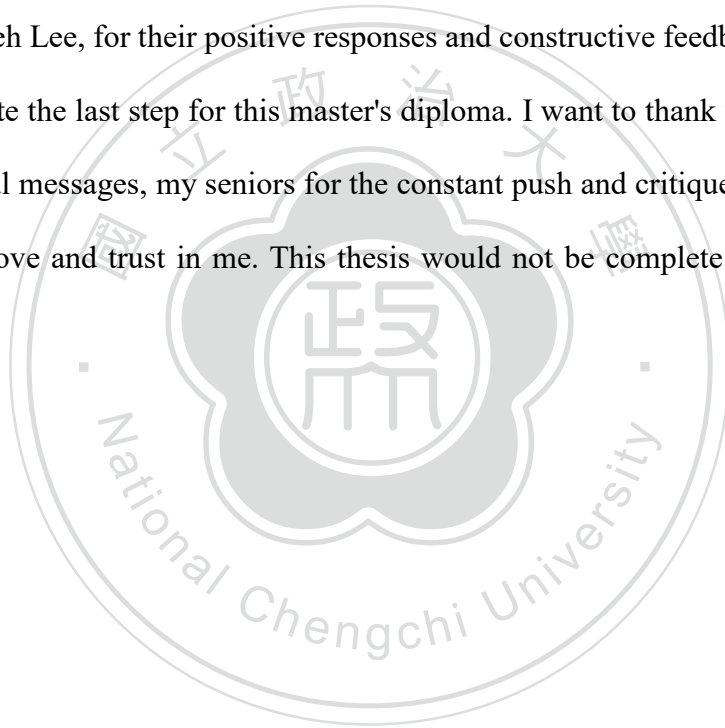 eh Lee, for their positive responses and constructive feedb
te the last step for this master's diploma. I want to thank
l messages, my seniors for the constant push and critique
ove and trust in me. This thesis would not be complete
國立政治大學
政大
National Chengchi University